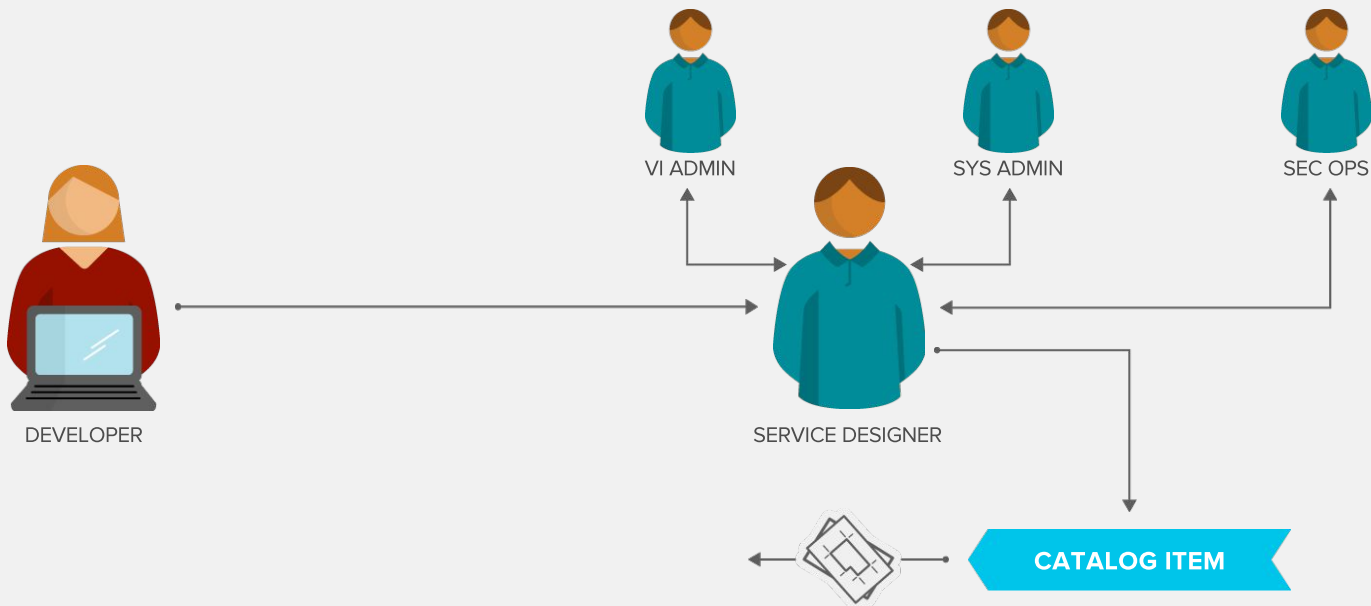 VI ADMIN
SYS ADMIN
SEC OPS
DEVELOPER
SERVICE DESIGNER
CATALOG ITEM